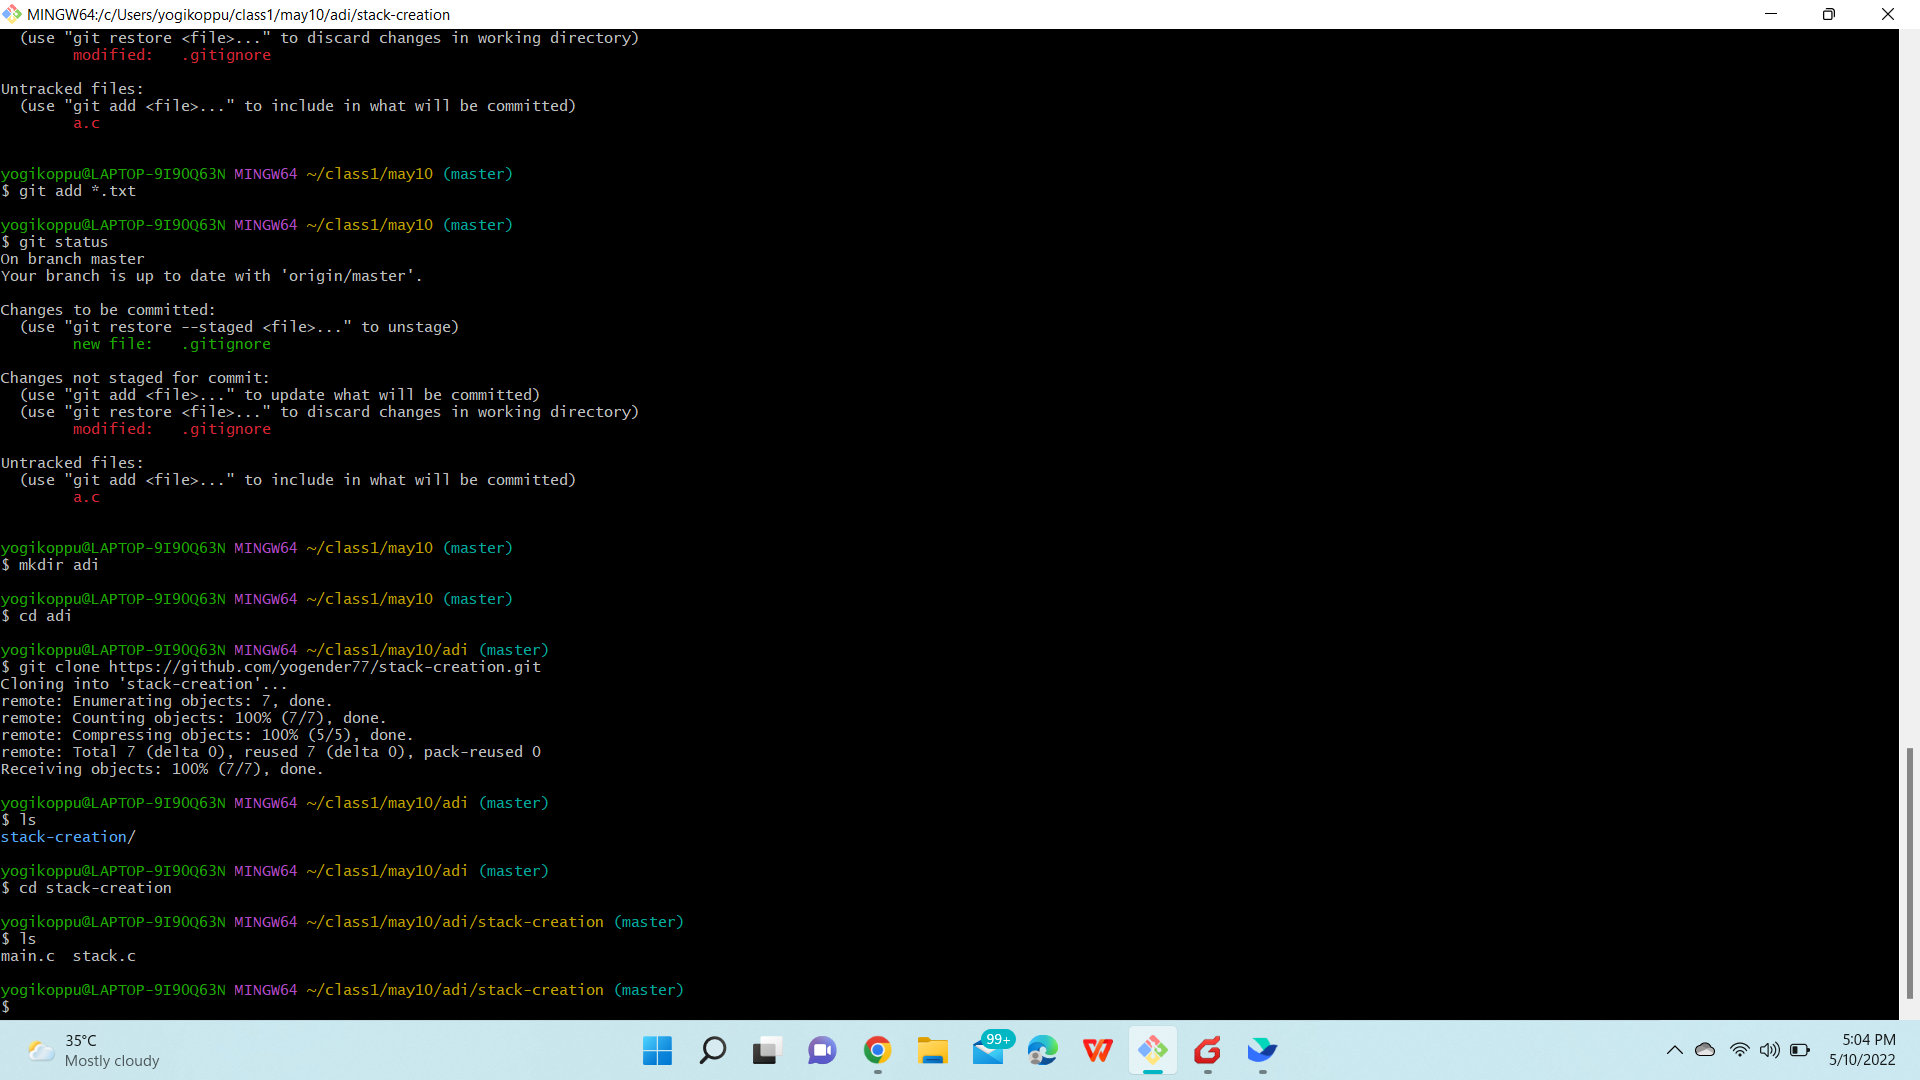 MINGW64:/c/Users/yogikoppu/class1/may10/adi/stack-creation
  (use "git restore <file>..." to discard changes in working directory)
        modified:   .gitignore

Untracked files:
  (use "git add <file>..." to include in what will be committed)
        a.c

yogikoppu@LAPTOP-9I9OQ63N MINGW64 ~/class1/may10 (master)
$ git add *.txt

yogikoppu@LAPTOP-9I9OQ63N MINGW64 ~/class1/may10 (master)
$ git status
On branch master
Your branch is up to date with 'origin/master'.

Changes to be committed:
  (use "git restore --staged <file>..." to unstage)
        new file:   .gitignore

Changes not staged for commit:
  (use "git add <file>..." to update what will be committed)
  (use "git restore <file>..." to discard changes in working directory)
        modified:   .gitignore

Untracked files:
  (use "git add <file>..." to include in what will be committed)
        a.c

yogikoppu@LAPTOP-9I9OQ63N MINGW64 ~/class1/may10 (master)
$ mkdir adi

yogikoppu@LAPTOP-9I9OQ63N MINGW64 ~/class1/may10 (master)
$ cd adi

yogikoppu@LAPTOP-9I9OQ63N MINGW64 ~/class1/may10/adi (master)
$ git clone https://github.com/yogender77/stack-creation.git
Cloning into 'stack-creation'...
remote: Enumerating objects: 7, done.
remote: Counting objects: 100% (7/7), done.
remote: Compressing objects: 100% (5/5), done.
remote: Total 7 (delta 0), reused 7 (delta 0), pack-reused 0
Receiving objects: 100% (7/7), done.

yogikoppu@LAPTOP-9I9OQ63N MINGW64 ~/class1/may10/adi (master)
$ ls
stack-creation/

yogikoppu@LAPTOP-9I9OQ63N MINGW64 ~/class1/may10/adi (master)
$ cd stack-creation

yogikoppu@LAPTOP-9I9OQ63N MINGW64 ~/class1/may10/adi/stack-creation (master)
$ ls
main.c  stack.c

yogikoppu@LAPTOP-9I9OQ63N MINGW64 ~/class1/may10/adi/stack-creation (master)
$
35°C
Mostly cloudy
99+
5:04 PM
5/10/2022